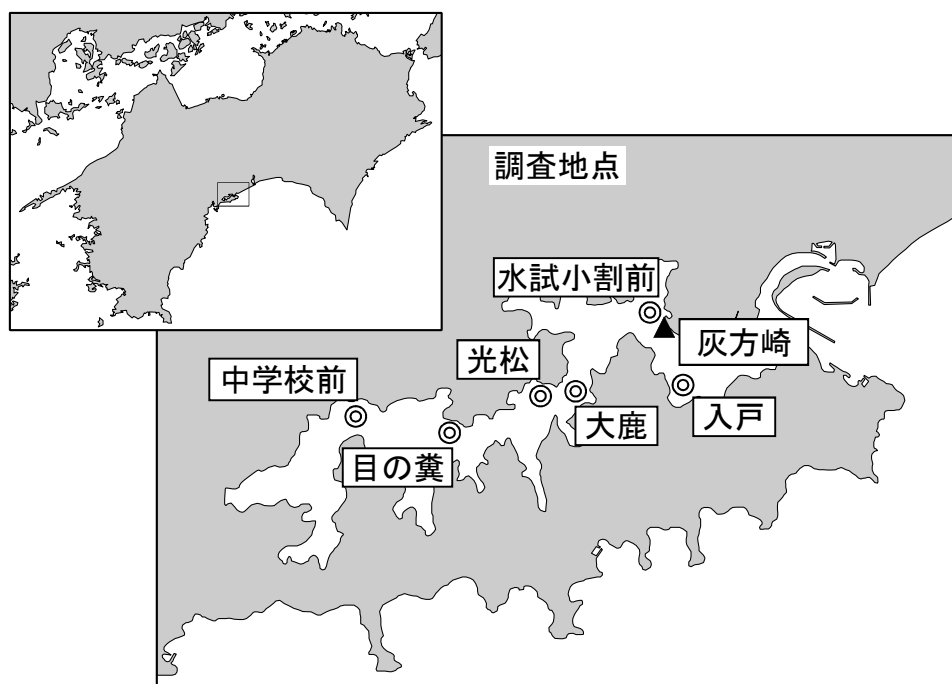 調査地点
水試小割前
灰方崎
光松
中学校前
大鹿
入戸
目の糞